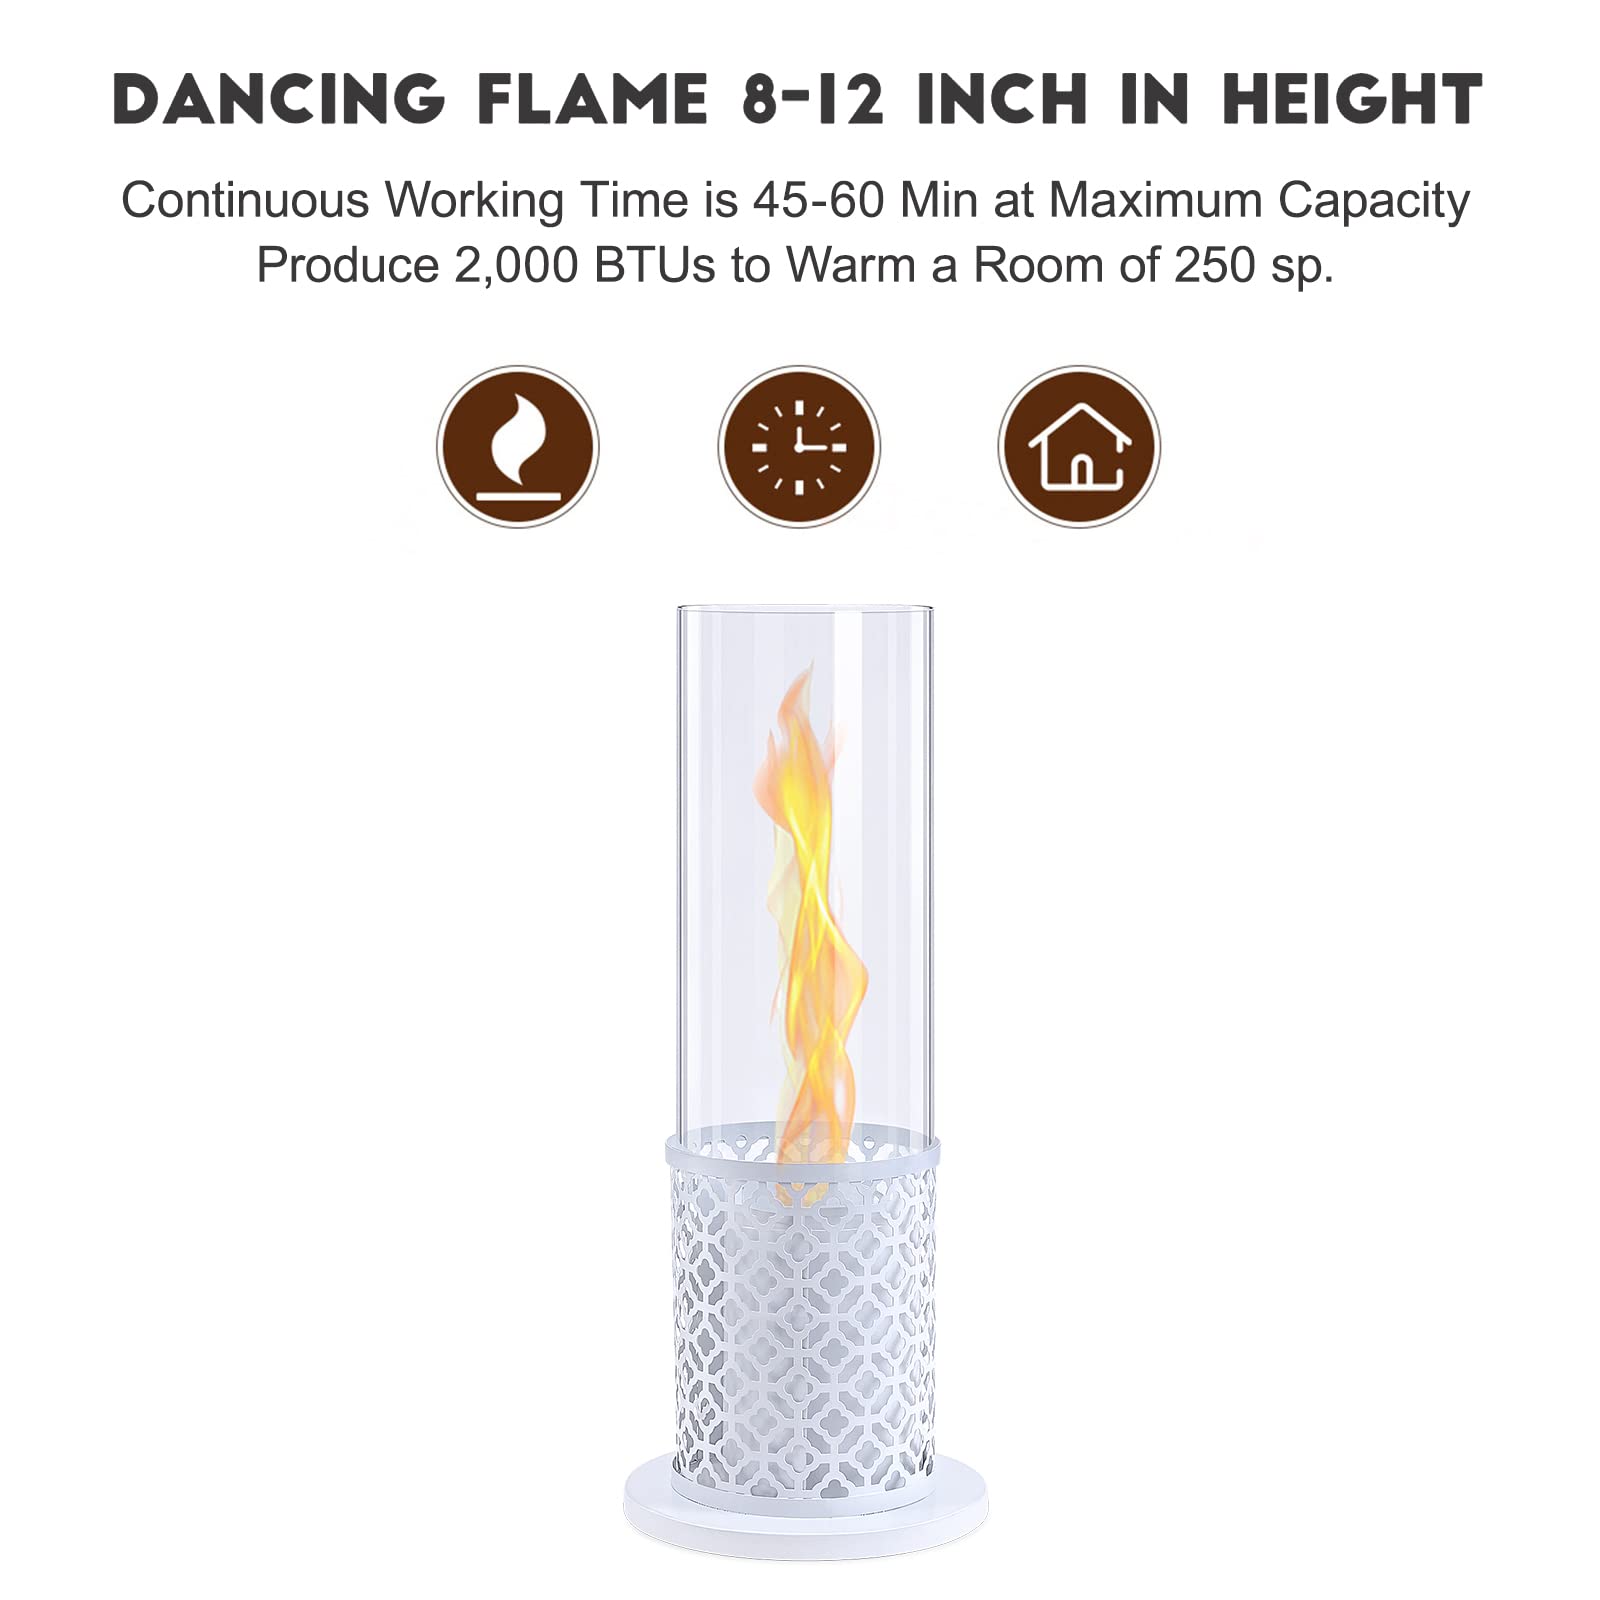 DANCING FLAME 8-12 INCH IN HEIGHT
Continuous Working Time is 45-60 Min at Maximum Capacity
Produce 2,000 BTUs to Warm a Room of 250 sp.